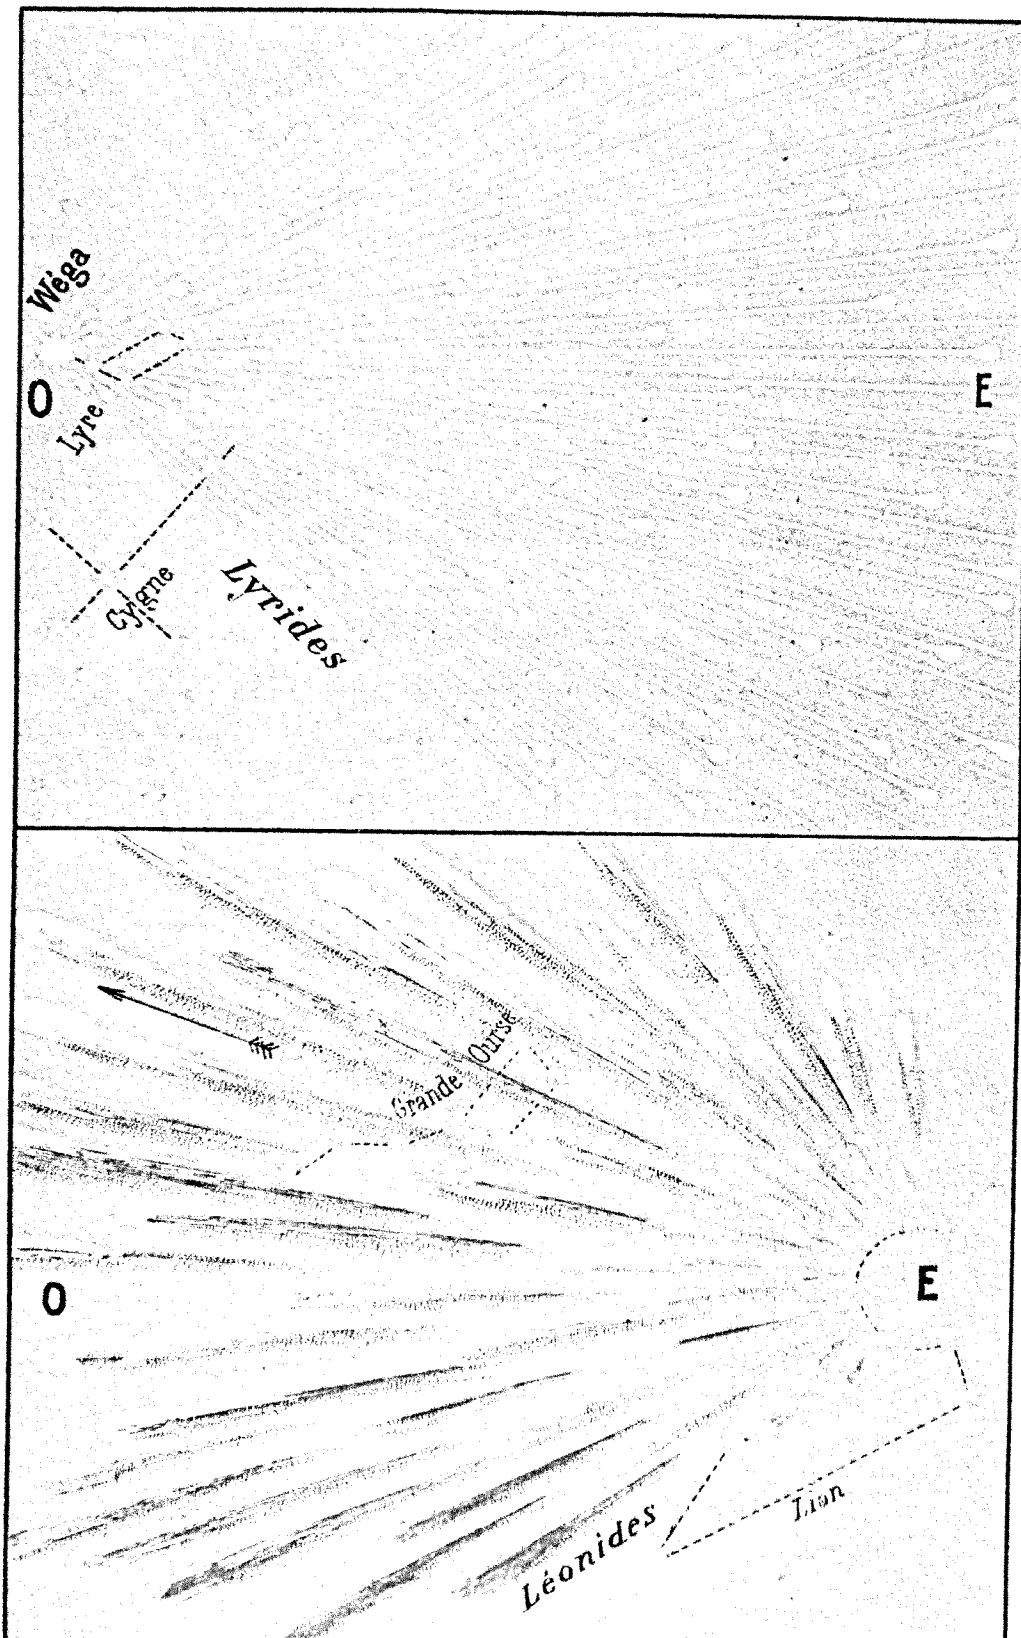 Wéga
O
E
Lyre
Cygne
Lyrides
Grande Ourse
O
E
Lion
Léonides